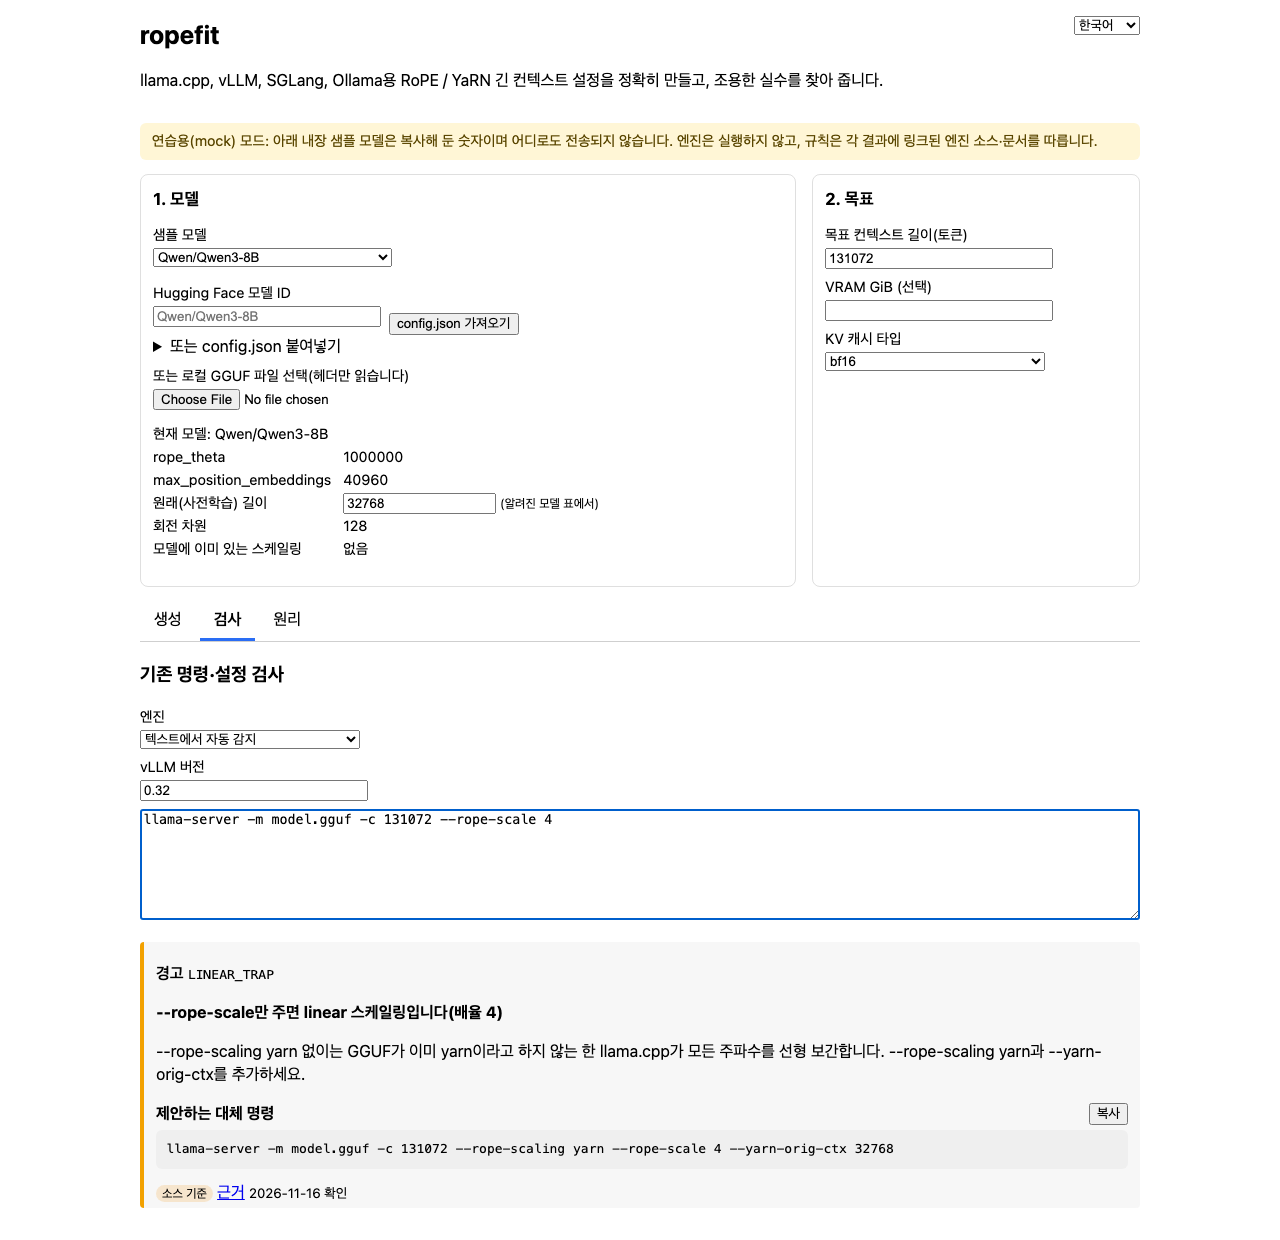 ropefit
한국어
llama.cpp, vLLM, SGLang, Ollama용 RoPE / YaRN 긴 컨텍스트 설정을 정확히 만들고, 조용한 실수를 찾아 줍니다.
연습용(mock) 모드: 아래 내장 샘플 모델은 복사해 둔 숫자이며 어디로도 전송되지 않습니다. 엔진은 실행하지 않고, 규칙은 각 결과에 링크된 엔진 소스·문서를 따릅니다.
1. 모델
샘플 모델
Qwen/Qwen3-8B
Hugging Face 모델 ID
Qwen/Qwen3-8B
config.json 가져오기
▶ 또는 config.json 붙여넣기
또는 로컬 GGUF 파일 선택(헤더만 읽습니다)
Choose File No file chosen
현재 모델: Qwen/Qwen3-8B
rope_theta 1000000
max_position_embeddings 40960
원래(사전학습) 길이 32768 (알려진 모델 표에서)
회전 차원 128
모델에 이미 있는 스케일링 없음
2. 목표
목표 컨텍스트 길이(토큰)
131072
VRAM GiB (선택)
KV 캐시 타입
bf16
생성 검사 원리
기존 명령·설정 검사
엔진
텍스트에서 자동 감지
vLLM 버전
0.32
llama-server -m model.gguf -c 131072 --rope-scale 4
경고 LINEAR_TRAP
--rope-scale만 주면 linear 스케일링입니다(배율 4)
--rope-scaling yarn 없이는 GGUF가 이미 yarn이라고 하지 않는 한 llama.cpp가 모든 주파수를 선형 보간합니다. --rope-scaling yarn과 --yarn-
orig-ctx를 추가하세요.
제안하는 대체 명령
복사
llama-server -m model.gguf -c 131072 --rope-scaling yarn --rope-scale 4 --yarn-orig-ctx 32768
소스 기준 근거 2026-11-16 확인